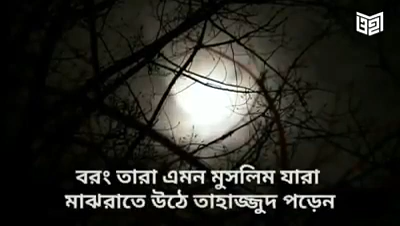 বরং তারা এমন মুসলিম যারা
মাঝরাতে উঠে তাহাজ্জুদ পড়েন